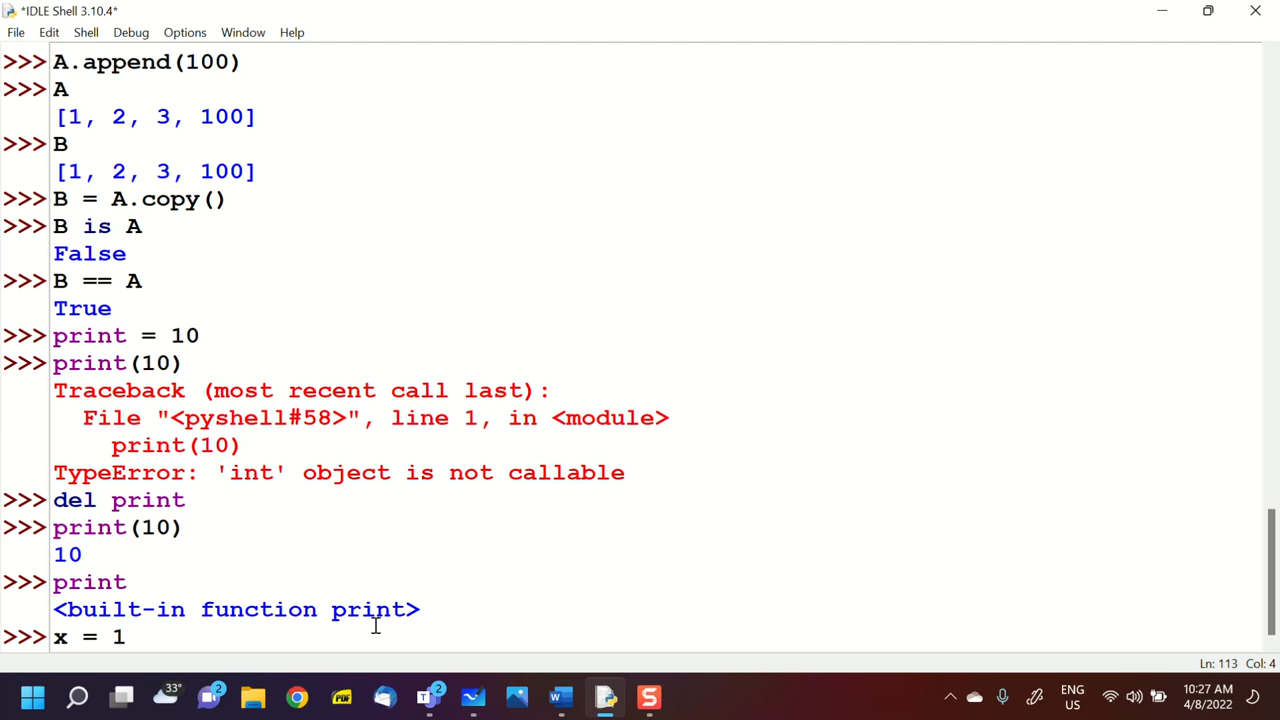 *IDLE Shell 3.10.4*
File Edit Shell Debug Options Window Help
>>> A.append(100)
>>> A
[1, 2, 3, 100]
>>> B
[1, 2, 3, 100]
>>> B = A.copy()
>>> B is A
False
>>> B == A
True
>>> print = 10
>>> print(10)
Traceback (most recent call last):
  File "<pyshell#58>", line 1, in <module>
    print(10)
TypeError: 'int' object is not callable
>>> del print
>>> print(10)
10
>>> print
<built-in function print>
>>> x = 1
Ln: 113 Col: 4
33° 2 PDF 2 W S ENG 10:27 AM
US 4/8/2022